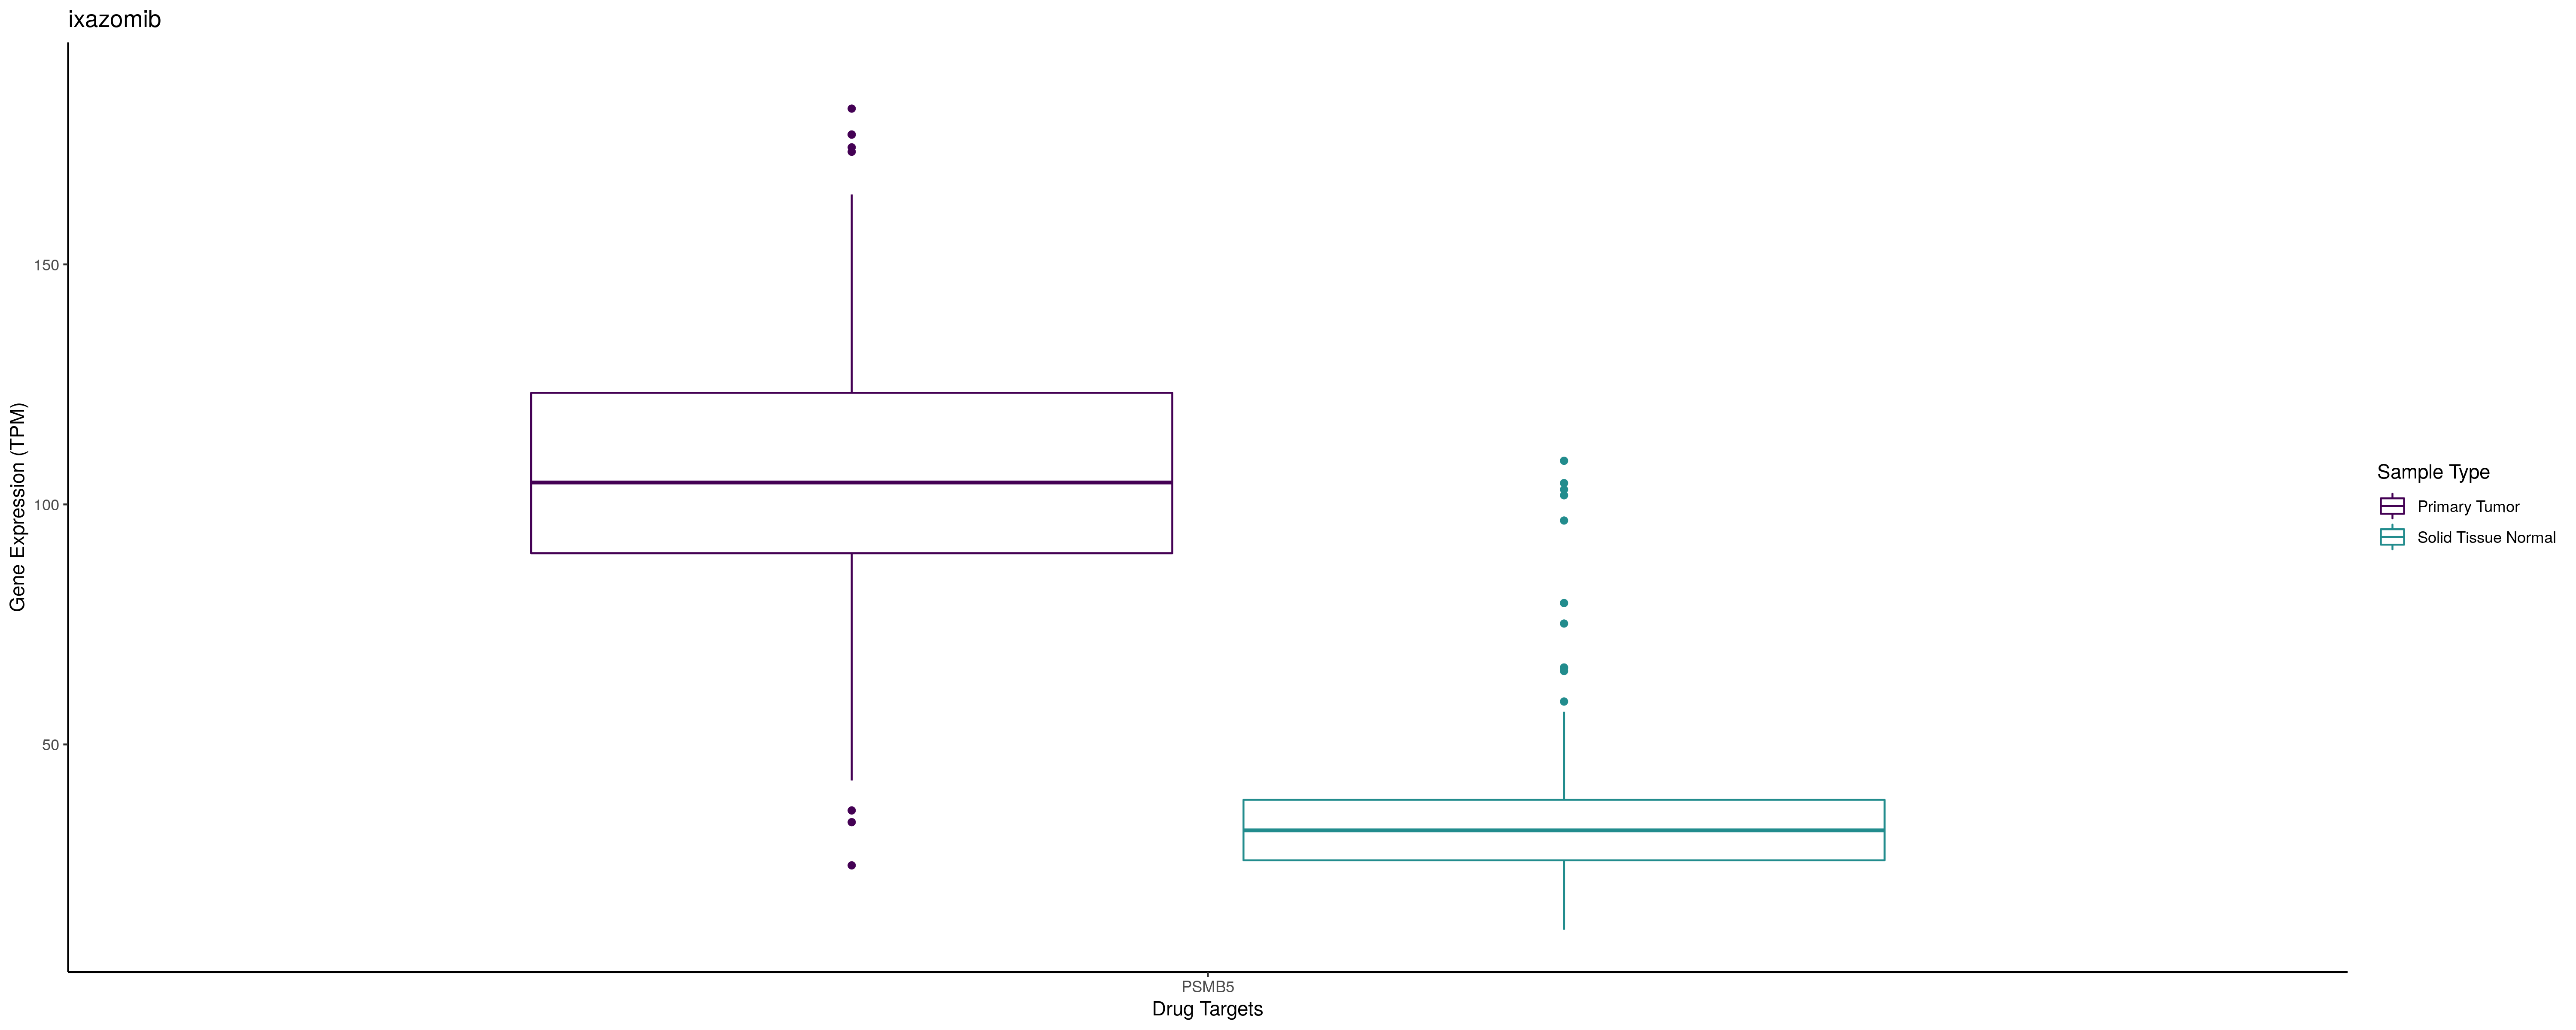 ixazomib
Gene Expression (TPM)
150
100
50
PSMB5
Drug Targets
Sample Type
Primary Tumor
Solid Tissue Normal